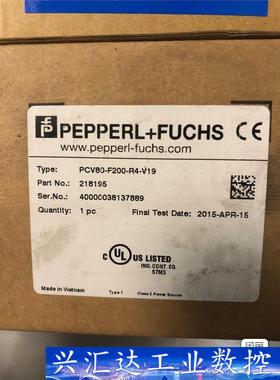 PEPPERL+FUCHS CE
www.pepperl-fuchs.com
Type: PCV80-F200-R4-V19
Part No.: 218195
Ser.No.: 40000038137889
Quantity: 1 pc Final Test Date: 2015-APR-15
C UL US LISTED
IND. CONT. EQ.
57M3
Made in Vietnam Type 1 Class 2 Power Source
兴汇达工业数控